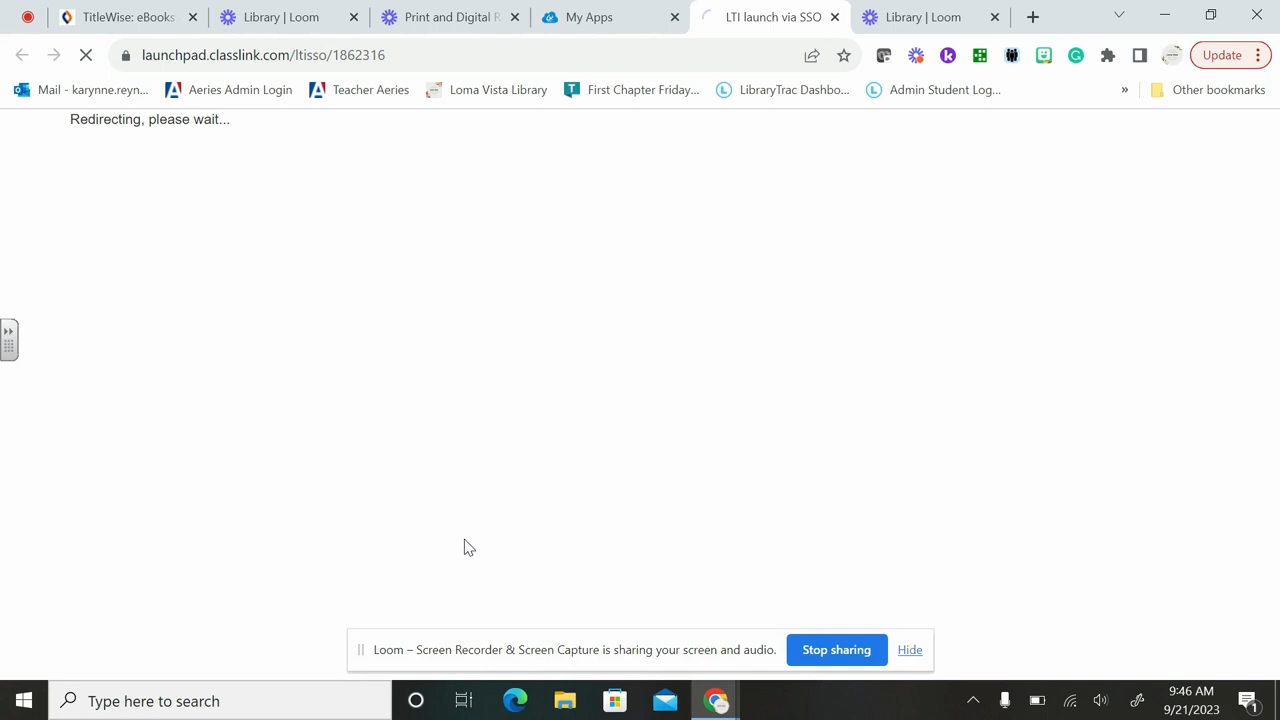 TitleWise: eBooks
Library | Loom
Print and Digital R
My Apps
LTI launch via SSO
Library | Loom
launchpad.classlink.com/ltisso/1862316
Update
Mail - karynne.reyn...
Aeries Admin Login
Teacher Aeries
Loma Vista Library
First Chapter Friday...
LibraryTrac Dashbo...
Admin Student Log...
»
Other bookmarks
Redirecting, please wait...
Loom – Screen Recorder & Screen Capture is sharing your screen and audio.
Stop sharing
Hide
Type here to search
9:46 AM
9/21/2023
1